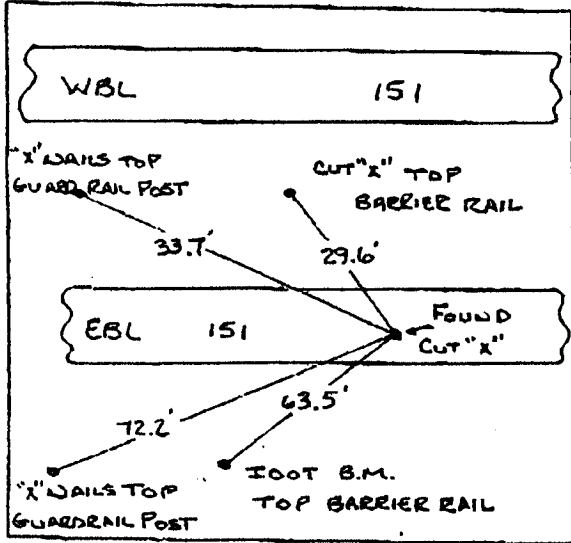 WBL 151
"X" NAILS TOP
GUARD RAIL POST
CUT "X" TOP
BARRIER RAIL
33.7'
29.6'
EBL 151
FOUND
CUT "X"
72.2'
63.5'
"X" NAILS TOP
GUARDRAIL POST
IDOT B.M.
TOP BARRIER RAIL